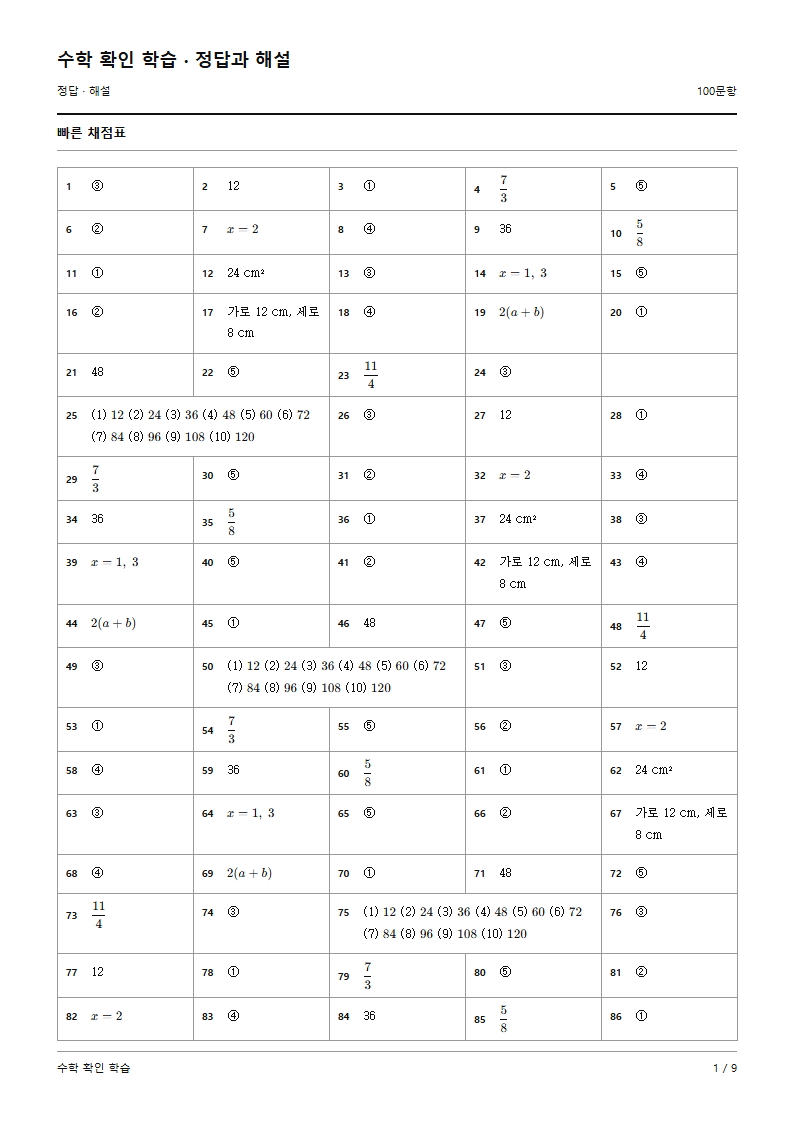 수학 확인 학습 · 정답과 해설
정답 · 해설 100문항
빠른 채점표
1 ③ 2 12 3 ① 4 7/3 5 ⑤
6 ② 7 x = 2 8 ④ 9 36 10 5/8
11 ① 12 24 cm² 13 ③ 14 x = 1, 3 15 ⑤
16 ② 17 가로 12 cm, 세로 8 cm 18 ④ 19 2(a + b) 20 ①
21 48 22 ⑤ 23 11/4 24 ③
25 (1) 12 (2) 24 (3) 36 (4) 48 (5) 60 (6) 72 (7) 84 (8) 96 (9) 108 (10) 120 26 ③ 27 12 28 ①
29 7/3 30 ⑤ 31 ② 32 x = 2 33 ④
34 36 35 5/8 36 ① 37 24 cm² 38 ③
39 x = 1, 3 40 ⑤ 41 ② 42 가로 12 cm, 세로 8 cm 43 ④
44 2(a + b) 45 ① 46 48 47 ⑤ 48 11/4
49 ③ 50 (1) 12 (2) 24 (3) 36 (4) 48 (5) 60 (6) 72 (7) 84 (8) 96 (9) 108 (10) 120 51 ③ 52 12
53 ① 54 7/3 55 ⑤ 56 ② 57 x = 2
58 ④ 59 36 60 5/8 61 ① 62 24 cm²
63 ③ 64 x = 1, 3 65 ⑤ 66 ② 67 가로 12 cm, 세로 8 cm
68 ④ 69 2(a + b) 70 ① 71 48 72 ⑤
73 11/4 74 ③ 75 (1) 12 (2) 24 (3) 36 (4) 48 (5) 60 (6) 72 (7) 84 (8) 96 (9) 108 (10) 120 76 ③
77 12 78 ① 79 7/3 80 ⑤ 81 ②
82 x = 2 83 ④ 84 36 85 5/8 86 ①
수학 확인 학습 1 / 9